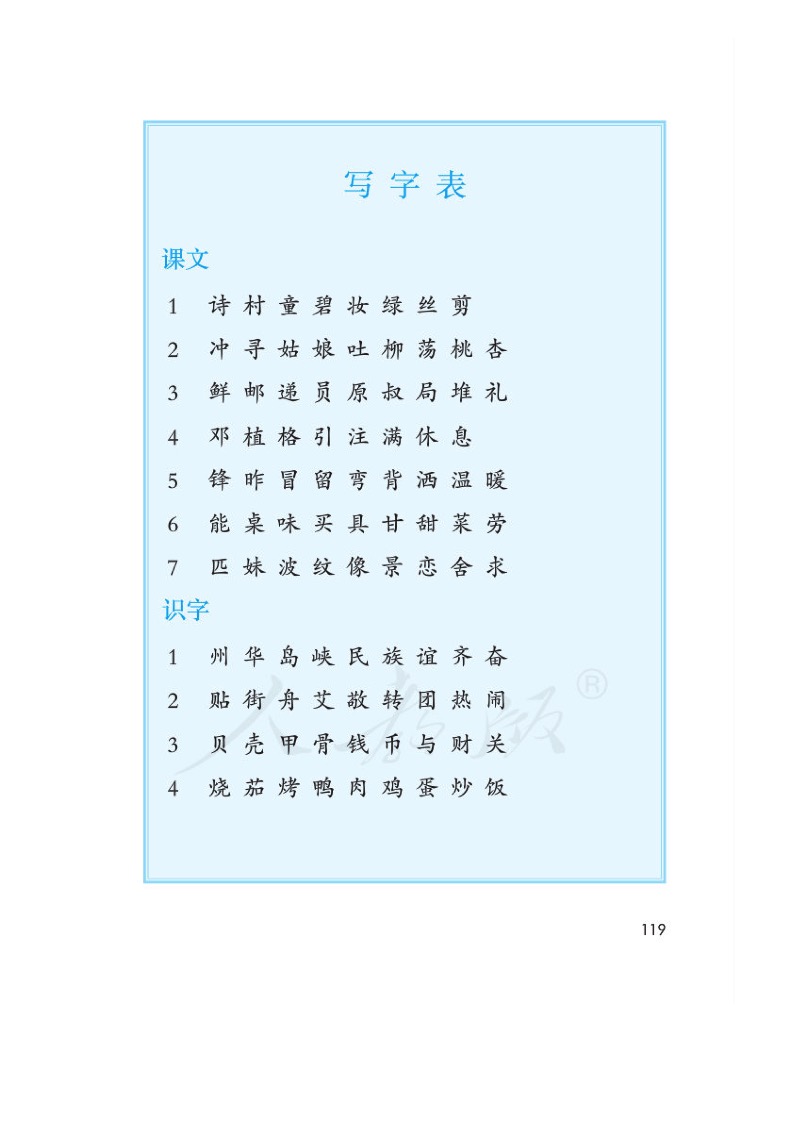 写字表
课文
1 诗 村 童 碧 妆 绿 丝 剪
2 冲 寻 姑 娘 吐 柳 荡 桃 杏
3 鲜 邮 递 员 原 叔 局 堆 礼
4 邓 植 格 引 注 满 休 息
5 锋 昨 冒 留 弯 背 洒 温 暖
6 能 桌 味 买 具 甘 甜 菜 劳
7 匹 妹 波 纹 像 景 恋 舍 求
识字
1 州 华 岛 峡 民 族 谊 齐 奋
2 贴 街 舟 艾 敬 转 团 热 闹
3 贝 壳 甲 骨 钱 币 与 财 关
4 烧 茄 烤 鸭 肉 鸡 蛋 炒 饭
人教版®
119